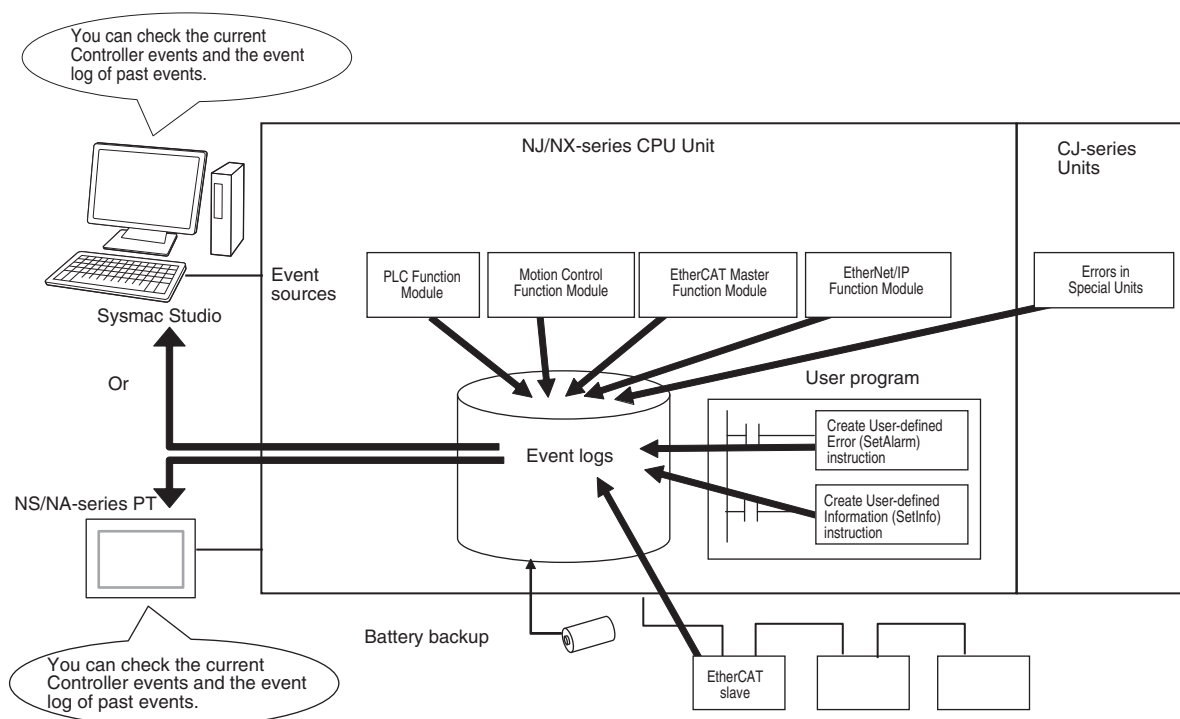 You can check the current
Controller events and the event
log of past events.
NJ/NX-series CPU Unit
CJ-series
Units
Event
sources
PLC Function
Module
Motion Control
Function Module
EtherCAT Master
Function Module
EtherNet/IP
Function Module
Errors in
Special Units
Sysmac Studio
Or
User program
Create User-defined
Error (SetAlarm)
instruction
Event logs
Create User-defined
Information (SetInfo)
instruction
NS/NA-series PT
Battery backup
EtherCAT
slave
You can check the current
Controller events and the event
log of past events.